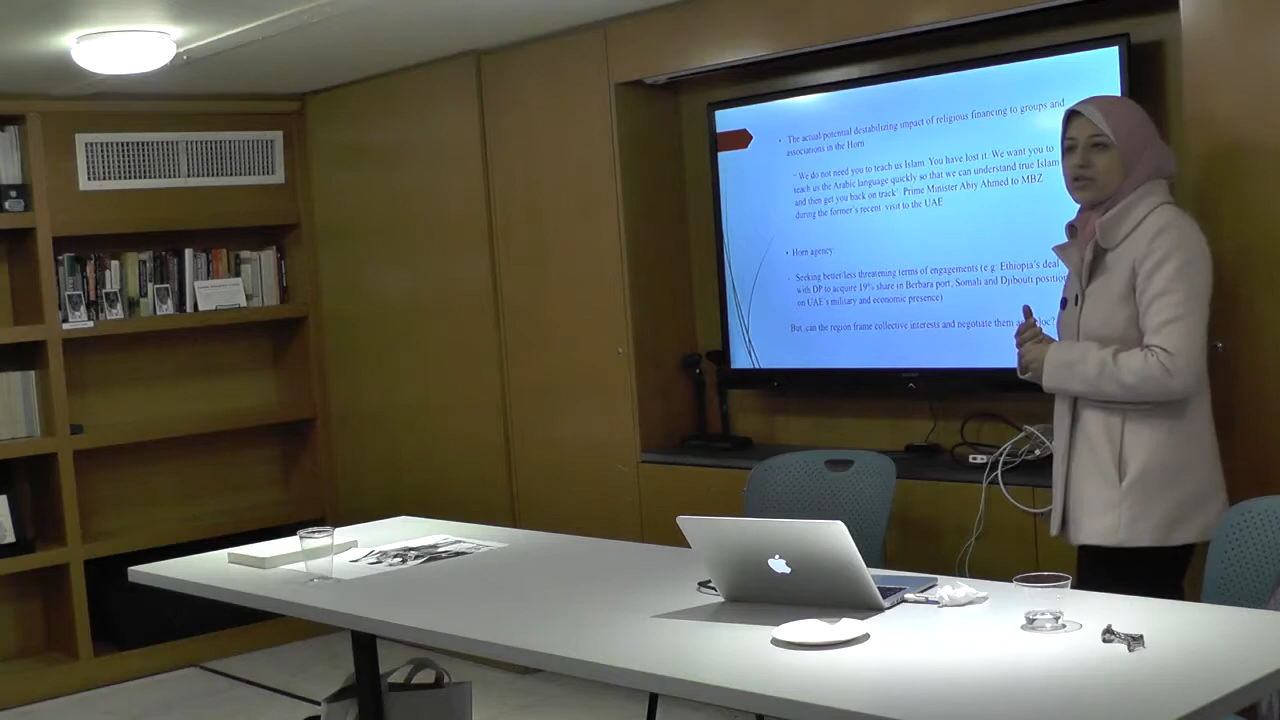 • The actual/potential destabilizing impact of religious financing to groups and
associations in the Horn
- We do not need you to teach us Islam. You have lost it. We want you to
teach us the Arabic language quickly so that we can understand true Islam
and then get you back on track' Prime Minister Abiy Ahmed to MBZ
during the former's recent visit to the UAE
• Horn agency
- Seeking better/less threatening terms of engagements (e.g. Ethiopia's deal
with DP to acquire 19% share in Berbara port, Somali and Djibouti position
on UAE's military and economic presence)
But, can the region frame collective interests and negotiate them as bloc?